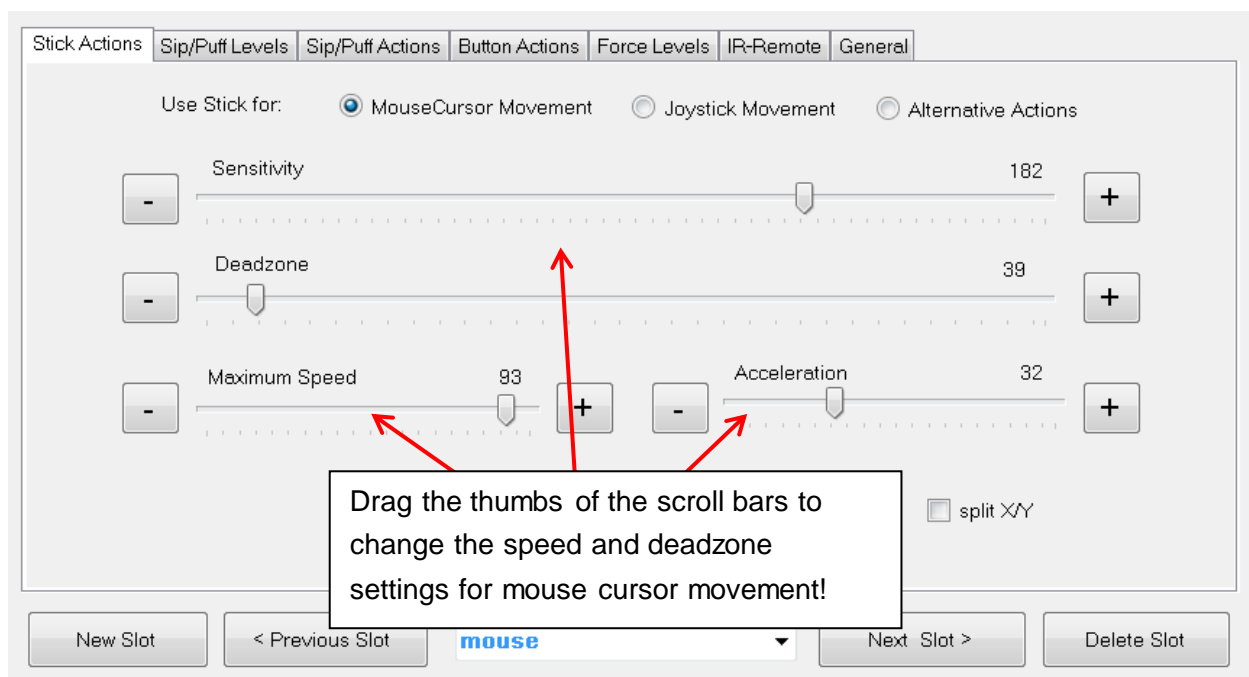 Stick Actions Sip/Puff Levels Sip/Puff Actions Button Actions Force Levels IR-Remote General
Use Stick for: MouseCursor Movement Joystick Movement Alternative Actions
Sensitivity 182
- +
Deadzone 39
- +
Maximum Speed 93 Acceleration 32
- + - +
Drag the thumbs of the scroll bars to
change the speed and deadzone
settings for mouse cursor movement!
split X/Y
New Slot < Previous Slot mouse Next Slot > Delete Slot